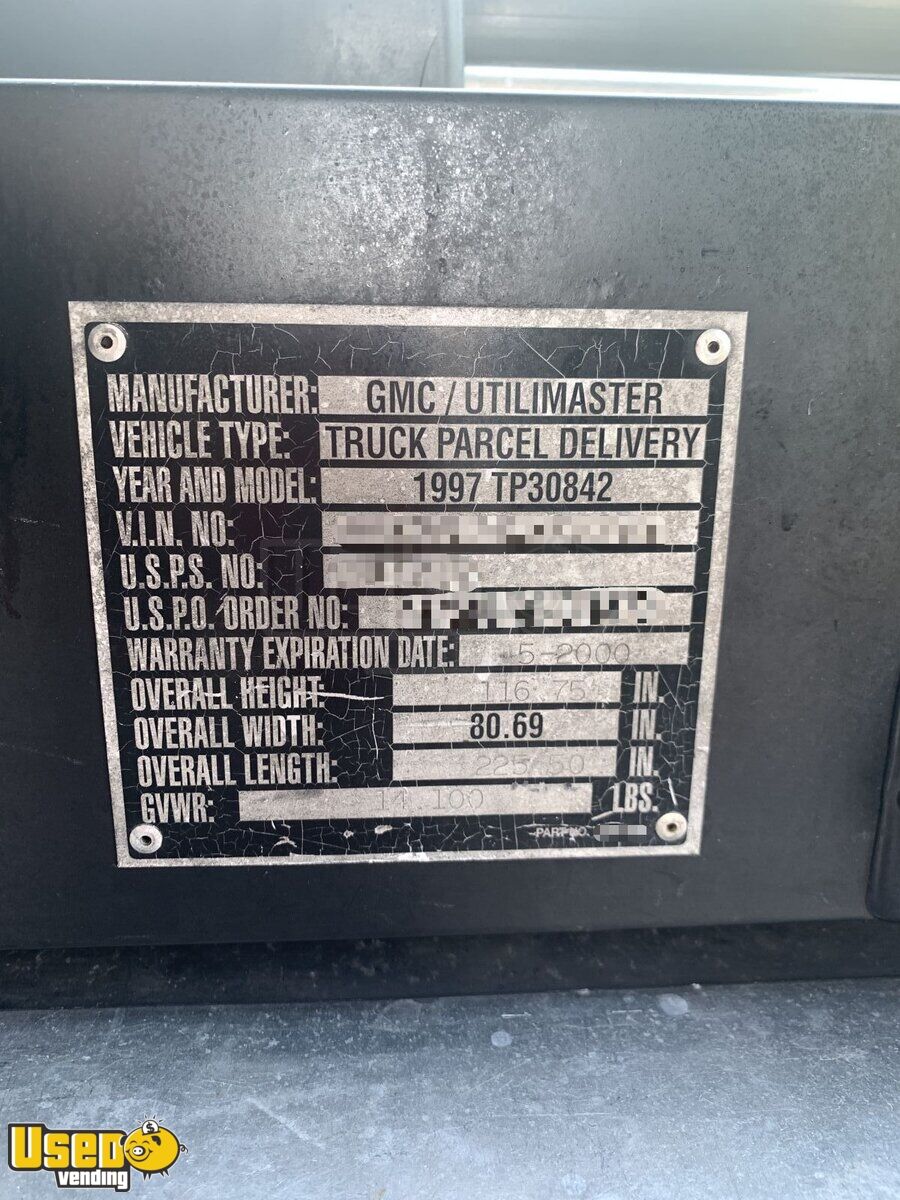 MANUFACTURER: GMC / UTILIMASTER
VEHICLE TYPE: TRUCK PARCEL DELIVERY
YEAR AND MODEL: 1997 TP30842
V.I.N. NO:
U.S.P.S. NO:
U.S.P.O. ORDER NO:
WARRANTY EXPIRATION DATE: 5-2000
OVERALL HEIGHT: 116.75 IN.
OVERALL WIDTH: 80.69 IN.
OVERALL LENGTH: 225.50 IN.
GVWR: 14,100 LBS.
PART NO.
USED
vending